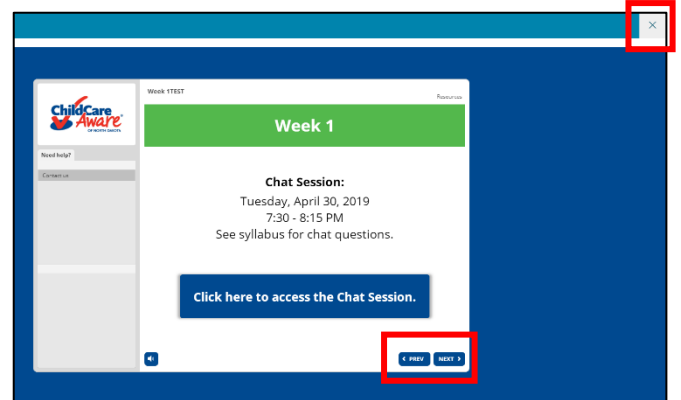 Week 1TEST
Resources
ChildCare
Aware®
OF NORTH DAKOTA
Week 1
Need help?
Contact us
Chat Session:
Tuesday, April 30, 2019
7:30 - 8:15 PM
See syllabus for chat questions.
Click here to access the Chat Session.
PREV
NEXT